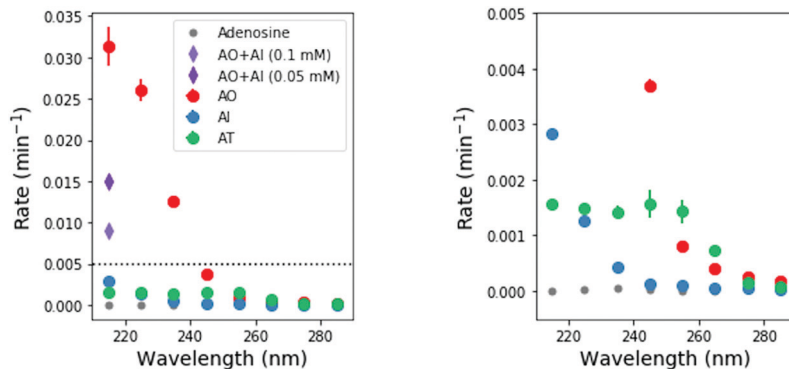 0.035
0.030
0.025
0.020
0.015
0.010
0.005
0.000
Rate (min⁻¹)
Adenosine
AO+AI (0.1 mM)
AO+AI (0.05 mM)
AO
AI
AT
220 240 260 280
Wavelength (nm)
0.005
0.004
0.003
0.002
0.001
0.000
Rate (min⁻¹)
220 240 260 280
Wavelength (nm)